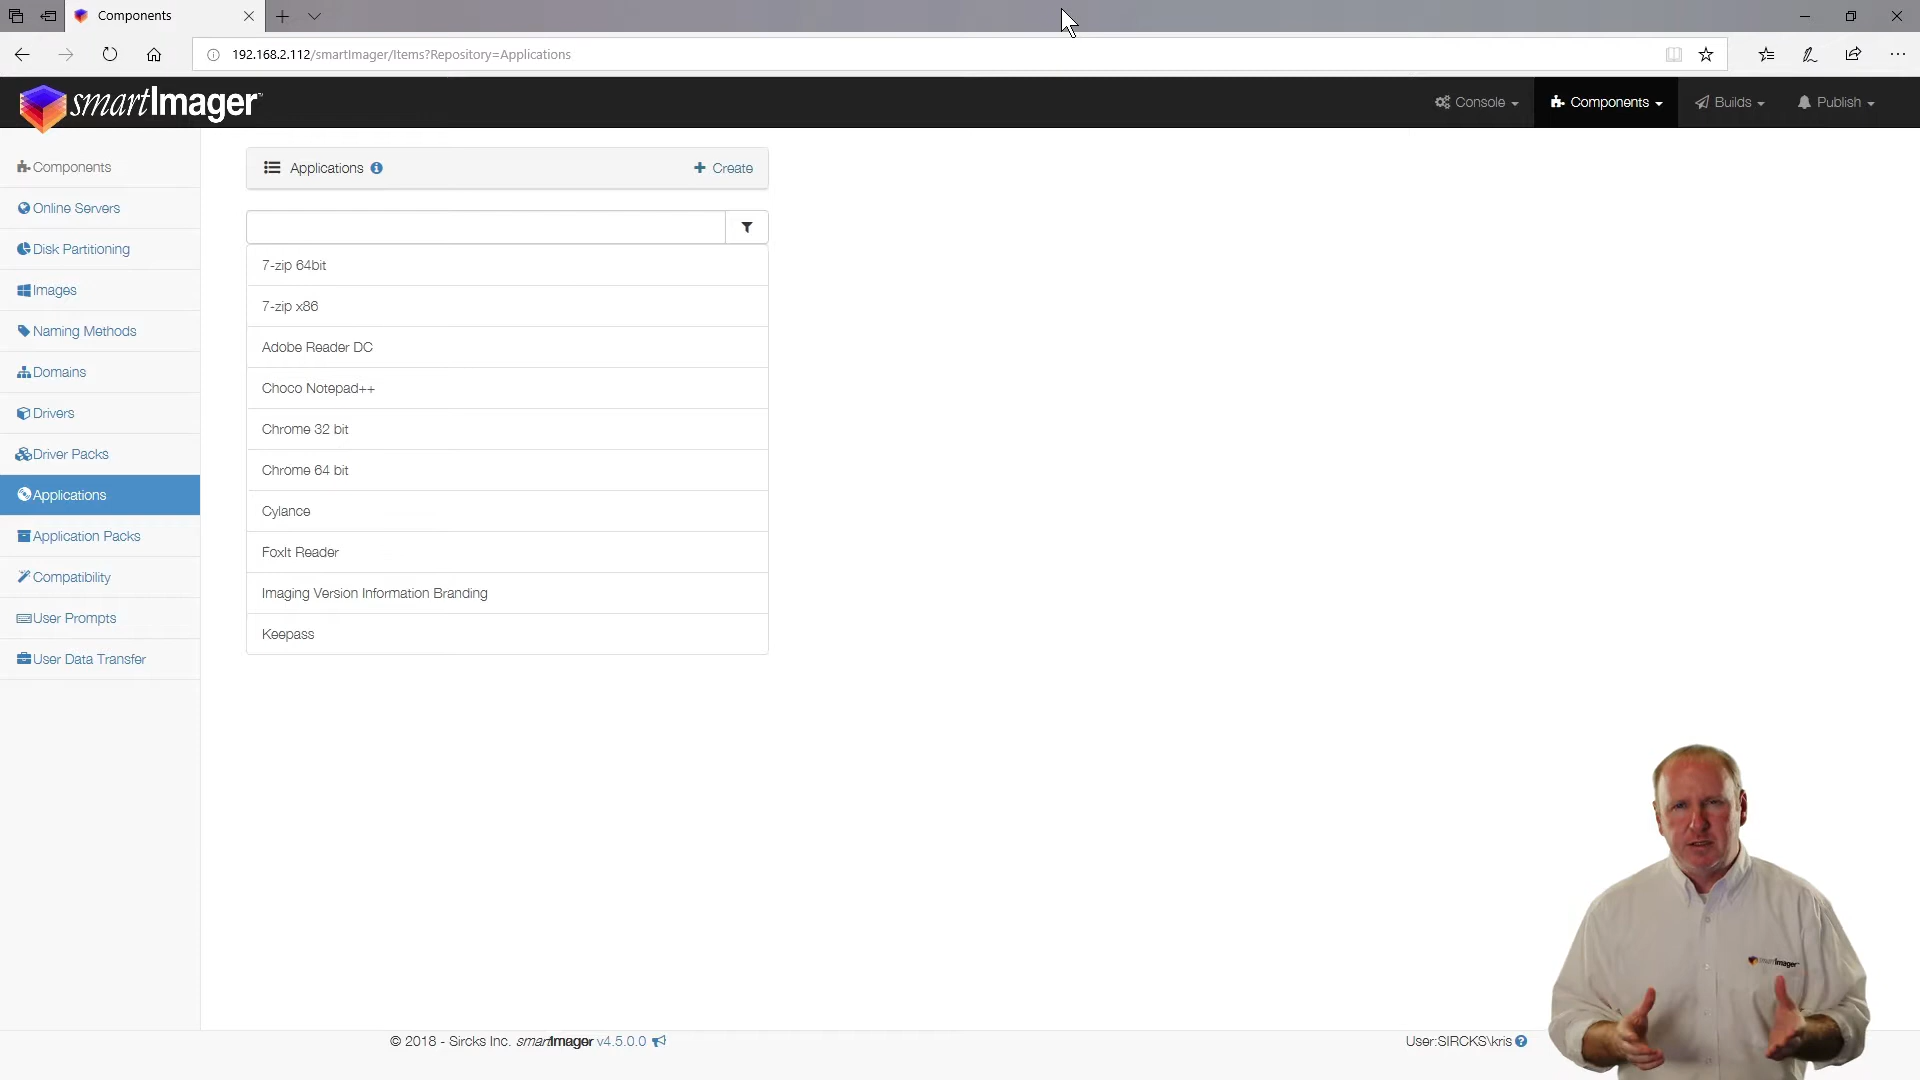 Components
192.168.2.112/smartImager/Items?Repository=Applications
smartImager™
Console
Components
Builds
Publish
Components
Online Servers
Disk Partitioning
Images
Naming Methods
Domains
Drivers
Driver Packs
Applications
Application Packs
Compatibility
User Prompts
User Data Transfer
Applications
Create
7-zip 64bit
7-zip x86
Adobe Reader DC
Choco Notepad++
Chrome 32 bit
Chrome 64 bit
Cylance
FoxIt Reader
Imaging Version Information Branding
Keepass
© 2018 - Sircks Inc. smartImager v4.5.0.0
User:SIRCKS\kris
smartImager